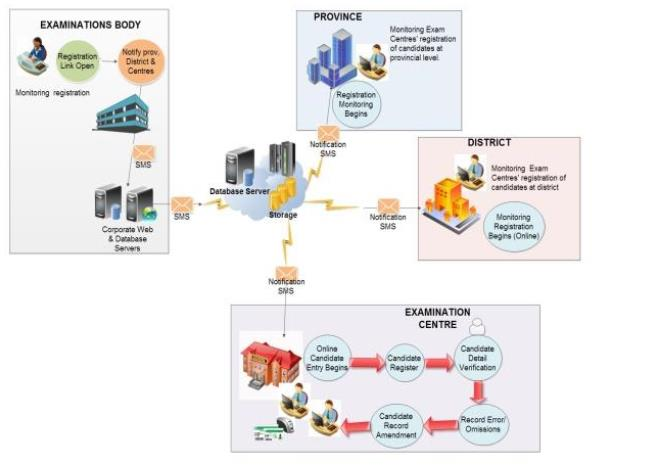 EXAMINATIONS BODY
Registration
Link Open
Notify prov,
District &
Centres
Monitoring registration
SMS
Corporate Web
& Database
Servers
SMS
Database Server
Storage
PROVINCE
Monitoring Exam
Centres' registration
of candidates at
provincial level.
Registration
Monitoring
Begins
Notification
SMS
DISTRICT
Monitoring Exam
Centres' registration of
candidates at district
Monitoring
Registration
Begins (Online)
Notification
SMS
Notification
SMS
EXAMINATION
CENTRE
Online
Candidate
Entry Begins
Candidate
Register
Candidate
Detail
Verification
Record Error/
Omissions
Candidate
Record
Amendment